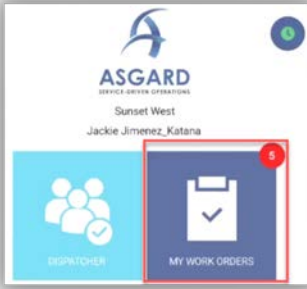 ASGARD
SERVICE-DRIVEN OPERATIONS
Sunset West
Jackie Jimenez_Katana
5
DISPATCHER
MY WORK ORDERS